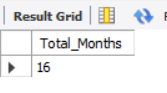 Result Grid
Total_Months
16